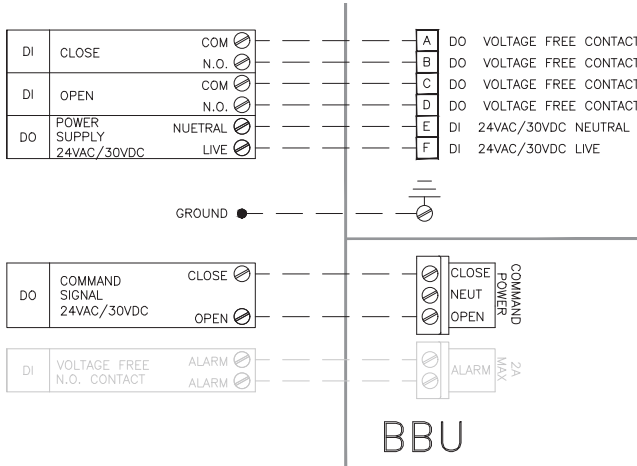 DI CLOSE COM A DO VOLTAGE FREE CONTACT
N.O. B DO VOLTAGE FREE CONTACT
DI OPEN COM C DO VOLTAGE FREE CONTACT
N.O. D DO VOLTAGE FREE CONTACT
DO POWER SUPPLY 24VAC/30VDC NUETRAL E DI 24VAC/30VDC NEUTRAL
LIVE F DI 24VAC/30VDC LIVE
GROUND
DO COMMAND SIGNAL 24VAC/30VDC CLOSE CLOSE
NEUT
OPEN OPEN
COMMAND POWER
DI VOLTAGE FREE N.O. CONTACT ALARM
ALARM
ALARM
2A MAX
BBU